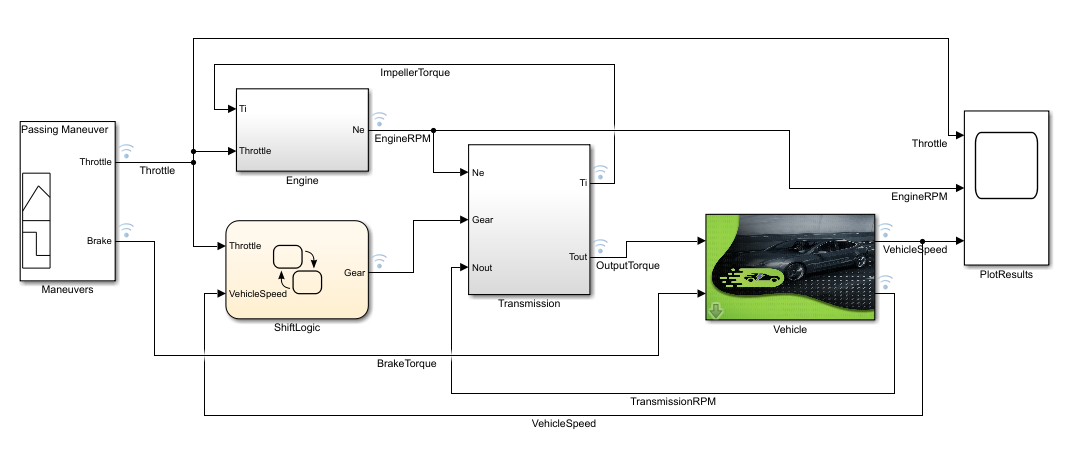 ImpellerTorque
Passing Maneuver
Throttle
Brake
Maneuvers
Throttle
Ti
Throttle
Ne
Engine
EngineRPM
Throttle
VehicleSpeed
Gear
ShiftLogic
Ne
Gear
Nout
Ti
Tout
Transmission
OutputTorque
Vehicle
VehicleSpeed
Throttle
EngineRPM
PlotResults
BrakeTorque
TransmissionRPM
VehicleSpeed